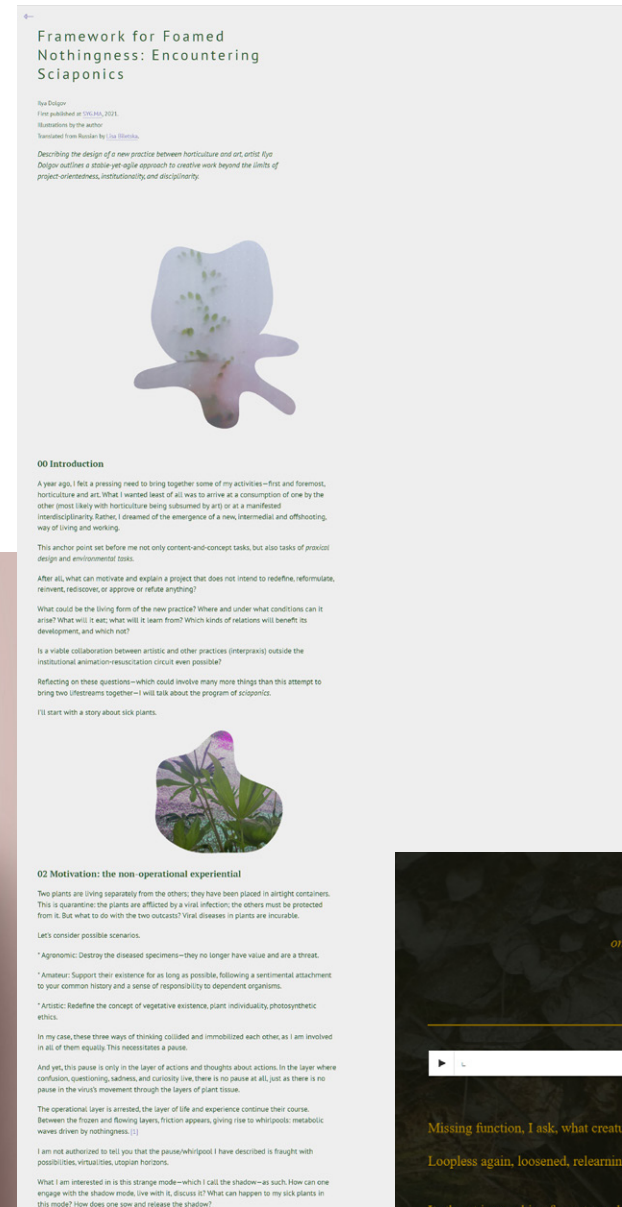 ←
Framework for Foamed
Nothingness: Encountering
Sciaponics
Ilya Dolgov
First published at SYGMA, 2021.
Illustrations by the author
Translated from Russian by
Describing the design of a new practice between horticulture and art, artist Ilya
Dolgov outlines a stable-yet-agile approach to creative work beyond the limits of
project-orientedness, institutionality, and disciplinarity.
00 Introduction
A year ago, I felt a pressing need to bring together some of my activities—first and foremost,
horticulture and art. What I wanted least of all was to arrive at a consumption of one by the
other (most likely with horticulture being subsumed by art) or at a manifested
interdisciplinarity. Rather, I dreamed of the emergence of a new, intermedial and offshooting,
way of living and working.
This anchor point set before me not only content-and-concept tasks, but also tasks of praxical
design and environmental tasks.
After all, what can motivate and explain a project that does not intend to redefine, reformulate,
reinvent, rediscover, or approve or refute anything?
What could be the living form of the new practice? Where and under what conditions can it
arise? What will it eat; what will it learn from? Which kinds of relations will benefit its
development, and which not?
Is a viable collaboration between artistic and other practices (interpraxis) outside the
institutional animation-resuscitation circuit even possible?
Reflecting on these questions—which could involve many more things than this attempt to
bring two lifestreams together—I will talk about the program of sciaponics.
I'll start with a story about sick plants.
02 Motivation: the non-operational experiential
Two plants are living separately from the others; they have been placed in airtight containers.
This is quarantine: the plants are afflicted by a viral infection; the others must be protected
from it. But what to do with the two outcasts? Viral diseases in plants are incurable.
Let's consider possible scenarios.
* Agronomic: Destroy the diseased specimens—they no longer have value and are a threat.
* Amateur: Support their existence for as long as possible, following a sentimental attachment
to your common history and a sense of responsibility to dependent organisms.
* Artistic: Redefine the concept of vegetative existence, plant individuality, photosynthetic
ethics.
In my case, these three ways of thinking collided and immobilized each other, as I am involved
in all of them equally. This necessitates a pause.
And yet, this pause is only in the layer of actions and thoughts about actions. In the layer where
confusion, questioning, sadness, and curiosity live, there is no pause at all, just as there is no
pause in the virus's movement through the layers of plant tissue.
The operational layer is arrested, the layer of life and experience continue their course.
Between the frozen and flowing layers, friction appears, giving rise to whirlpools: metabolic
waves driven by nothingness. [1]
I am not authorized to tell you that the pause/whirlpool I have described is fraught with
possibilities, virtualities, utopian horizons.
What I am interested in is this strange mode—which I call the shadow—as such. How can one
engage with the shadow mode, live with it, discuss it? What can happen to my sick plants in
this mode? How does one sow and release the shadow?
or
Missing function, I ask, what creatu
Loopless again, loosened, relearnin